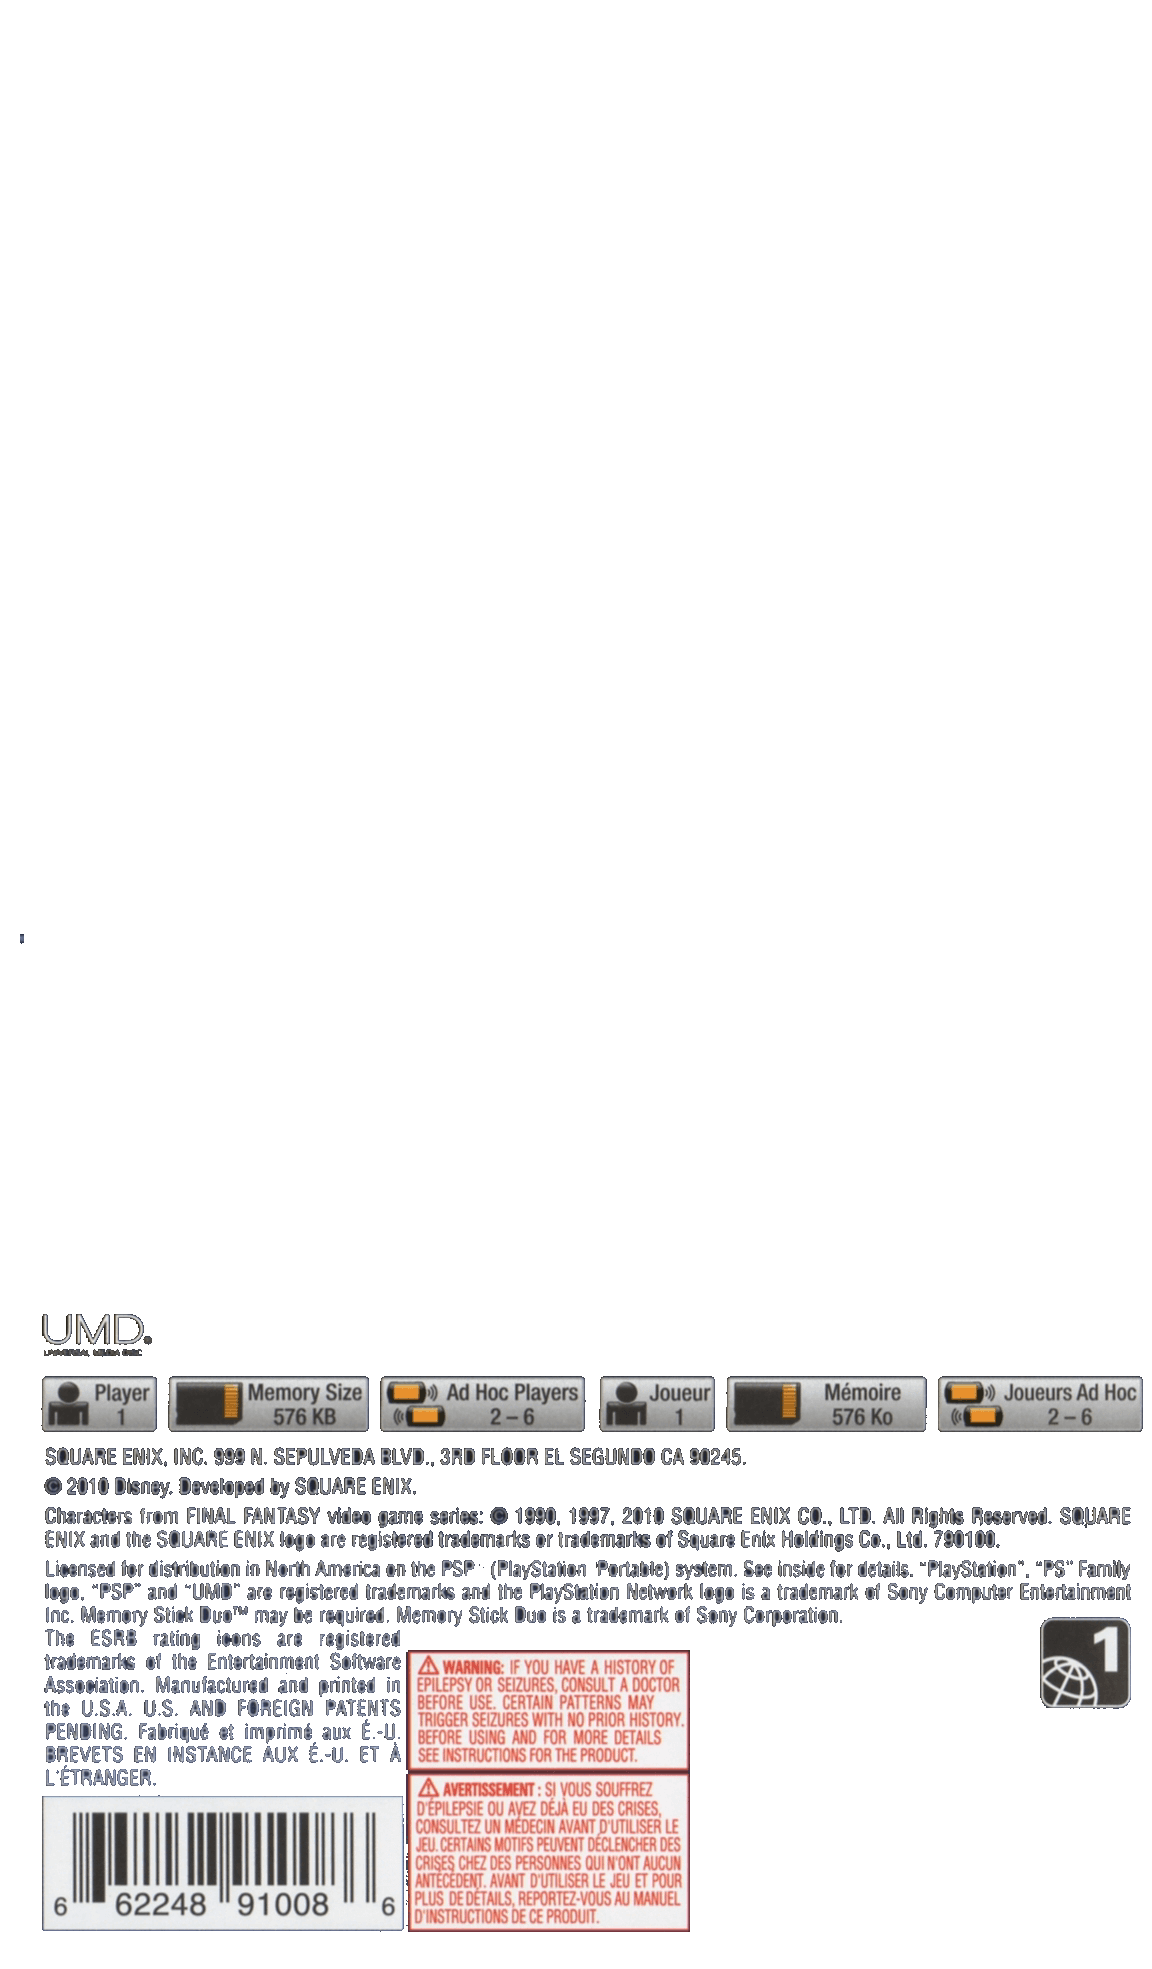 UMD®
UNIVERSAL MEDIA DISC
Player 1
Memory Size 576 KB
Ad Hoc Players 2 – 6
Joueur 1
Mémoire 576 Ko
Joueurs Ad Hoc 2 – 6
SQUARE ENIX, INC. 999 N. SEPULVEDA BLVD., 3RD FLOOR EL SEGUNDO CA 90245.
© 2010 Disney. Developed by SQUARE ENIX.
Characters from FINAL FANTASY video game series: © 1990, 1997, 2010 SQUARE ENIX CO., LTD. All Rights Reserved. SQUARE
ENIX and the SQUARE ENIX logo are registered trademarks or trademarks of Square Enix Holdings Co., Ltd. 790100.
Licensed for distribution in North America on the PSP (PlayStation Portable) system. See inside for details. “PlayStation”, “PS” Family
logo, “PSP” and “UMD” are registered trademarks and the PlayStation Network logo is a trademark of Sony Computer Entertainment
Inc. Memory Stick Duo™ may be required. Memory Stick Duo is a trademark of Sony Corporation.
The ESRB rating icons are registered
trademarks of the Entertainment Software
Association. Manufactured and printed in
the U.S.A. U.S. AND FOREIGN PATENTS
PENDING. Fabriqué et imprimé aux É.-U.
BREVETS EN INSTANCE AUX É.-U. ET À
L'ÉTRANGER.
1
WARNING: IF YOU HAVE A HISTORY OF
EPILEPSY OR SEIZURES, CONSULT A DOCTOR
BEFORE USE. CERTAIN PATTERNS MAY
TRIGGER SEIZURES WITH NO PRIOR HISTORY.
BEFORE USING AND FOR MORE DETAILS
SEE INSTRUCTIONS FOR THE PRODUCT.
AVERTISSEMENT : SI VOUS SOUFFREZ
D'ÉPILEPSIE OU AVEZ DÉJÀ EU DES CRISES,
CONSULTEZ UN MÉDECIN AVANT D'UTILISER LE
JEU. CERTAINS MOTIFS PEUVENT DÉCLENCHER DES
CRISES CHEZ DES PERSONNES QUI N'ONT AUCUN
ANTÉCÉDENT. AVANT D'UTILISER LE JEU ET POUR
PLUS DE DÉTAILS, REPORTEZ-VOUS AU MANUEL
D'INSTRUCTIONS DE CE PRODUIT.
6 62248 91008 6